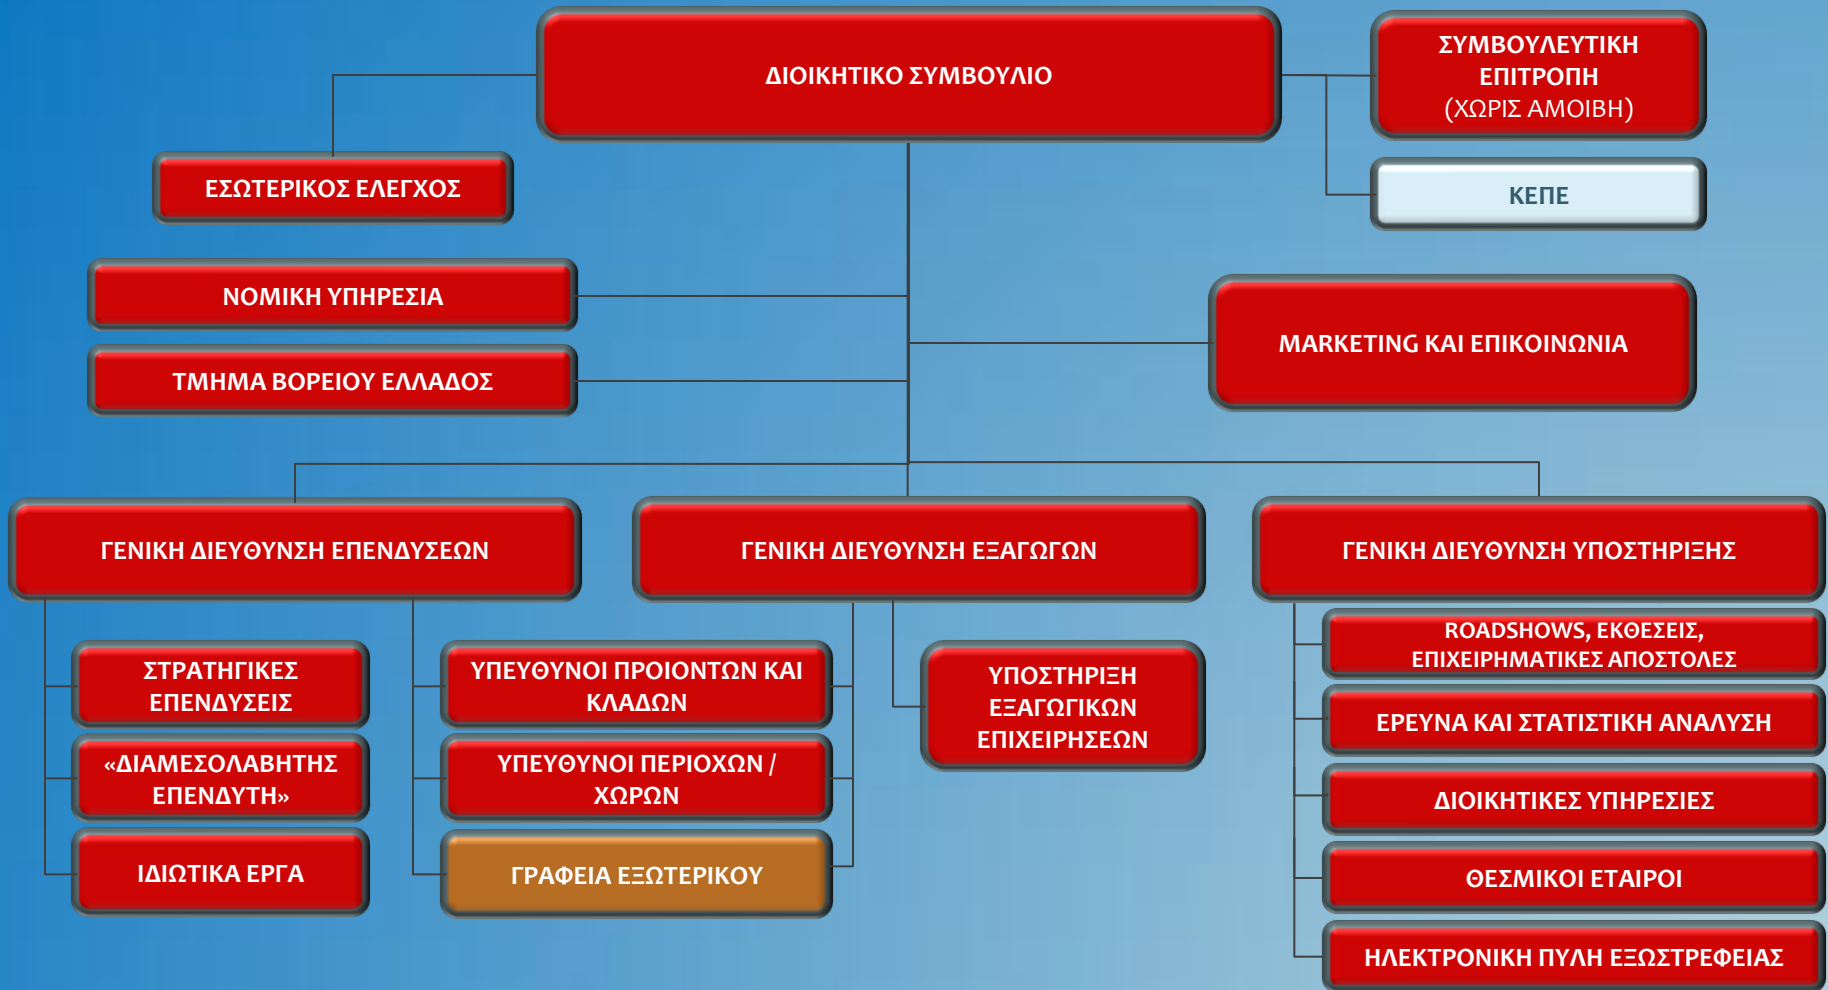 ΔΙΟΙΚΗΤΙΚΟ ΣΥΜΒΟΥΛΙΟ
ΣΥΜΒΟΥΛΕΥΤΙΚΗ
ΕΠΙΤΡΟΠΗ
(ΧΩΡΙΣ ΑΜΟΙΒΗ)
ΕΣΩΤΕΡΙΚΟΣ ΕΛΕΓΧΟΣ
ΚΕΠΕ
ΝΟΜΙΚΗ ΥΠΗΡΕΣΙΑ
MARKETING ΚΑΙ ΕΠΙΚΟΙΝΩΝΙΑ
ΤΜΗΜΑ ΒΟΡΕΙΟΥ ΕΛΛΑΔΟΣ
ΓΕΝΙΚΗ ΔΙΕΥΘΥΝΣΗ ΕΠΕΝΔΥΣΕΩΝ
ΣΤΡΑΤΗΓΙΚΕΣ
ΕΠΕΝΔΥΣΕΙΣ
«ΔΙΑΜΕΣΟΛΑΒΗΤΗΣ
ΕΠΕΝΔΥΤΗ»
ΙΔΙΩΤΙΚΑ ΕΡΓΑ
ΥΠΕΥΘΥΝΟΙ ΠΡΟΙΟΝΤΩΝ ΚΑΙ
ΚΛΑΔΩΝ
ΥΠΕΥΘΥΝΟΙ ΠΕΡΙΟΧΩΝ /
ΧΩΡΩΝ
ΓΡΑΦΕΙΑ ΕΞΩΤΕΡΙΚΟΥ
ΓΕΝΙΚΗ ΔΙΕΥΘΥΝΣΗ ΕΞΑΓΩΓΩΝ
ΥΠΟΣΤΗΡΙΞΗ
ΕΞΑΓΩΓΙΚΩΝ
ΕΠΙΧΕΙΡΗΣΕΩΝ
ΓΕΝΙΚΗ ΔΙΕΥΘΥΝΣΗ ΥΠΟΣΤΗΡΙΞΗΣ
ROADSHOWS, ΕΚΘΕΣΕΙΣ,
ΕΠΙΧΕΙΡΗΜΑΤΙΚΕΣ ΑΠΟΣΤΟΛΕΣ
ΕΡΕΥΝΑ ΚΑΙ ΣΤΑΤΙΣΤΙΚΗ ΑΝΑΛΥΣΗ
ΔΙΟΙΚΗΤΙΚΕΣ ΥΠΗΡΕΣΙΕΣ
ΘΕΣΜΙΚΟΙ ΕΤΑΙΡΟΙ
ΗΛΕΚΤΡΟΝΙΚΗ ΠΥΛΗ ΕΞΩΣΤΡΕΦΕΙΑΣ